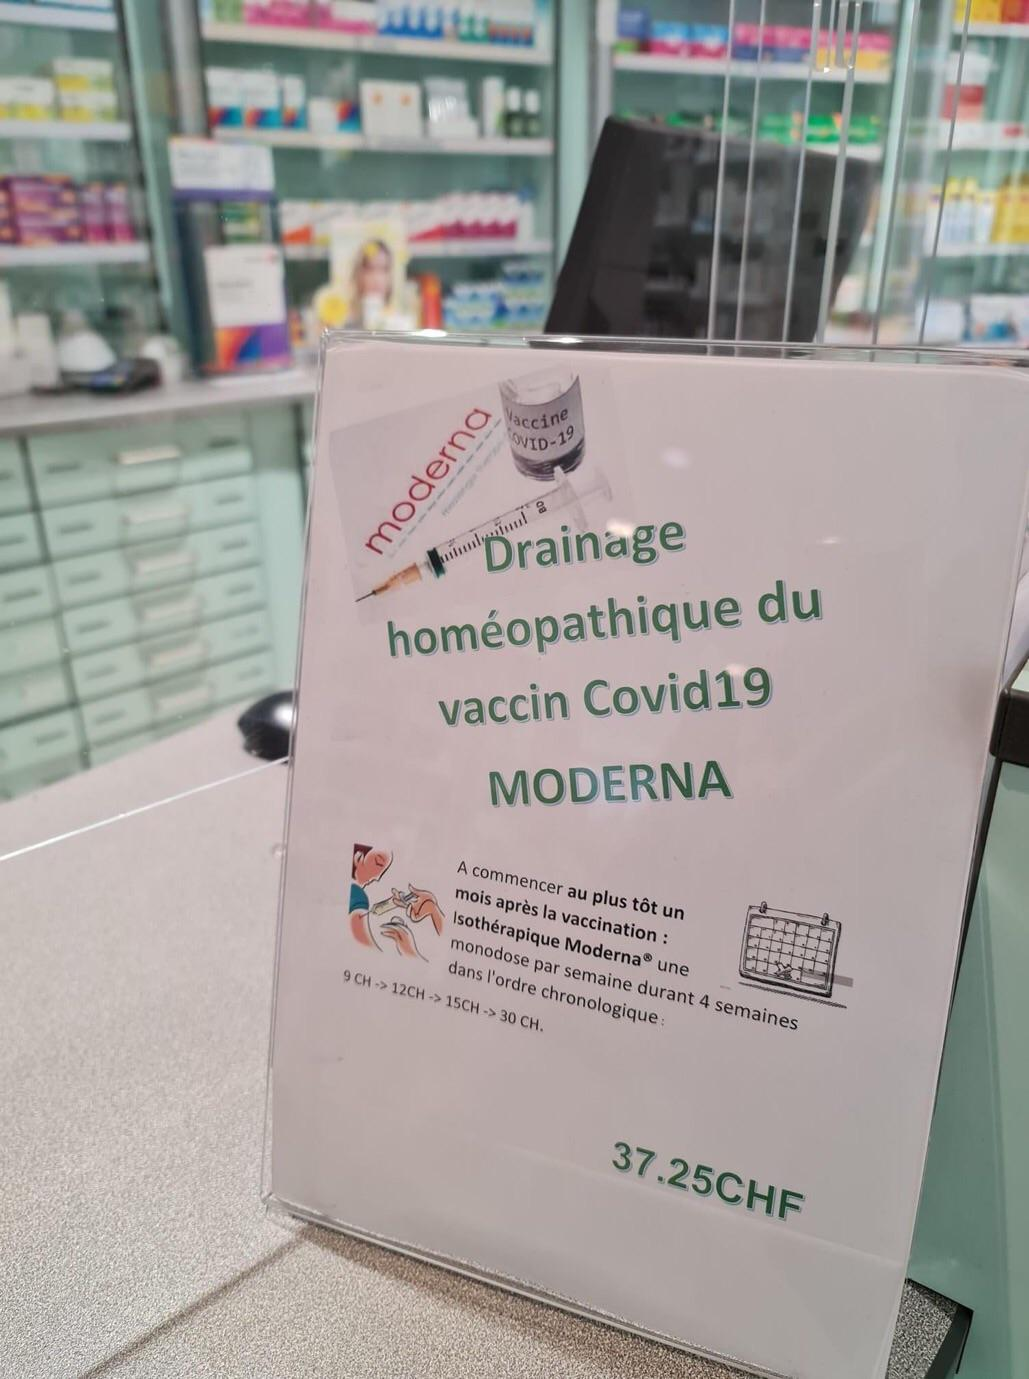 moderna
Vaccine
COVID-19
Drainage
homéopathique du
vaccin Covid19
MODERNA
A commencer au plus tôt un
mois après la vaccination :
Isothérapique Moderna® une
monodose par semaine durant 4 semaines
dans l'ordre chronologique :
9 CH -> 12CH -> 15CH -> 30 CH.
37.25CHF